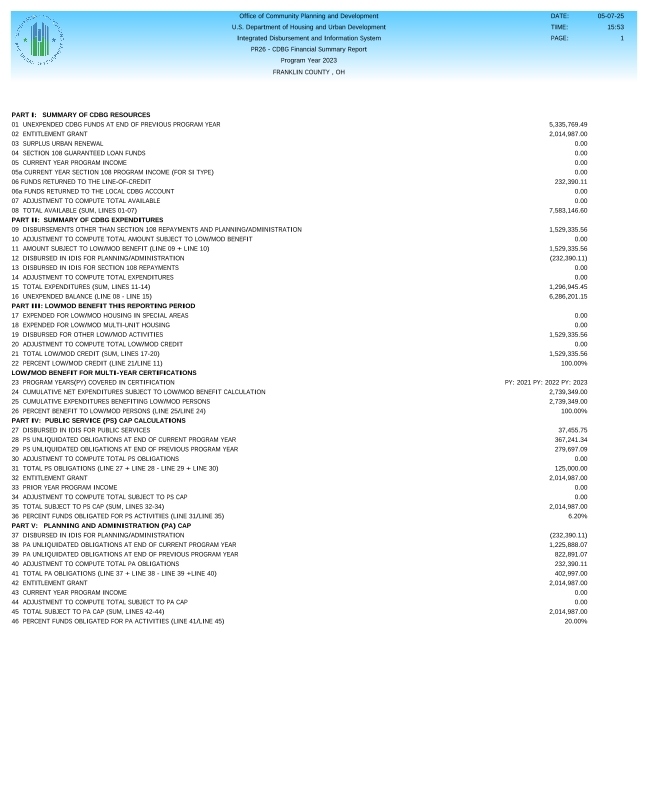 Office of Community Planning and Development DATE: 05-07-25
U.S. Department of Housing and Urban Development TIME: 15:53
Integrated Disbursement and Information System PAGE: 1
PR26 - CDBG Financial Summary Report
Program Year 2023
FRANKLIN COUNTY , OH
PART I: SUMMARY OF CDBG RESOURCES
01 UNEXPENDED CDBG FUNDS AT END OF PREVIOUS PROGRAM YEAR 5,335,769.49
02 ENTITLEMENT GRANT 2,014,987.00
03 SURPLUS URBAN RENEWAL 0.00
04 SECTION 108 GUARANTEED LOAN FUNDS 0.00
05 CURRENT YEAR PROGRAM INCOME 0.00
05a CURRENT YEAR SECTION 108 PROGRAM INCOME (FOR SI TYPE) 0.00
06 FUNDS RETURNED TO THE LINE-OF-CREDIT 232,390.11
06a FUNDS RETURNED TO THE LOCAL CDBG ACCOUNT 0.00
07 ADJUSTMENT TO COMPUTE TOTAL AVAILABLE 0.00
08 TOTAL AVAILABLE (SUM, LINES 01-07) 7,583,146.60
PART II: SUMMARY OF CDBG EXPENDITURES
09 DISBURSEMENTS OTHER THAN SECTION 108 REPAYMENTS AND PLANNING/ADMINISTRATION 1,529,335.56
10 ADJUSTMENT TO COMPUTE TOTAL AMOUNT SUBJECT TO LOW/MOD BENEFIT 0.00
11 AMOUNT SUBJECT TO LOW/MOD BENEFIT (LINE 09 + LINE 10) 1,529,335.56
12 DISBURSED IN IDIS FOR PLANNING/ADMINISTRATION (232,390.11)
13 DISBURSED IN IDIS FOR SECTION 108 REPAYMENTS 0.00
14 ADJUSTMENT TO COMPUTE TOTAL EXPENDITURES 0.00
15 TOTAL EXPENDITURES (SUM, LINES 11-14) 1,296,945.45
16 UNEXPENDED BALANCE (LINE 08 - LINE 15) 6,286,201.15
PART III: LOWMOD BENEFIT THIS REPORTING PERIOD
17 EXPENDED FOR LOW/MOD HOUSING IN SPECIAL AREAS 0.00
18 EXPENDED FOR LOW/MOD MULTI-UNIT HOUSING 0.00
19 DISBURSED FOR OTHER LOW/MOD ACTIVITIES 1,529,335.56
20 ADJUSTMENT TO COMPUTE TOTAL LOW/MOD CREDIT 0.00
21 TOTAL LOW/MOD CREDIT (SUM, LINES 17-20) 1,529,335.56
22 PERCENT LOW/MOD CREDIT (LINE 21/LINE 11) 100.00%
LOW/MOD BENEFIT FOR MULTI-YEAR CERTIFICATIONS
23 PROGRAM YEARS(PY) COVERED IN CERTIFICATION PY: 2021 PY: 2022 PY: 2023
24 CUMULATIVE NET EXPENDITURES SUBJECT TO LOW/MOD BENEFIT CALCULATION 2,739,349.00
25 CUMULATIVE EXPENDITURES BENEFITING LOW/MOD PERSONS 2,739,349.00
26 PERCENT BENEFIT TO LOW/MOD PERSONS (LINE 25/LINE 24) 100.00%
PART IV: PUBLIC SERVICE (PS) CAP CALCULATIONS
27 DISBURSED IN IDIS FOR PUBLIC SERVICES 37,455.75
28 PS UNLIQUIDATED OBLIGATIONS AT END OF CURRENT PROGRAM YEAR 367,241.34
29 PS UNLIQUIDATED OBLIGATIONS AT END OF PREVIOUS PROGRAM YEAR 279,697.09
30 ADJUSTMENT TO COMPUTE TOTAL PS OBLIGATIONS 0.00
31 TOTAL PS OBLIGATIONS (LINE 27 + LINE 28 - LINE 29 + LINE 30) 125,000.00
32 ENTITLEMENT GRANT 2,014,987.00
33 PRIOR YEAR PROGRAM INCOME 0.00
34 ADJUSTMENT TO COMPUTE TOTAL SUBJECT TO PS CAP 0.00
35 TOTAL SUBJECT TO PS CAP (SUM, LINES 32-34) 2,014,987.00
36 PERCENT FUNDS OBLIGATED FOR PS ACTIVITIES (LINE 31/LINE 35) 6.20%
PART V: PLANNING AND ADMINISTRATION (PA) CAP
37 DISBURSED IN IDIS FOR PLANNING/ADMINISTRATION (232,390.11)
38 PA UNLIQUIDATED OBLIGATIONS AT END OF CURRENT PROGRAM YEAR 1,225,888.07
39 PA UNLIQUIDATED OBLIGATIONS AT END OF PREVIOUS PROGRAM YEAR 822,891.07
40 ADJUSTMENT TO COMPUTE TOTAL PA OBLIGATIONS 232,390.11
41 TOTAL PA OBLIGATIONS (LINE 37 + LINE 38 - LINE 39 +LINE 40) 402,997.00
42 ENTITLEMENT GRANT 2,014,987.00
43 CURRENT YEAR PROGRAM INCOME 0.00
44 ADJUSTMENT TO COMPUTE TOTAL SUBJECT TO PA CAP 0.00
45 TOTAL SUBJECT TO PA CAP (SUM, LINES 42-44) 2,014,987.00
46 PERCENT FUNDS OBLIGATED FOR PA ACTIVITIES (LINE 41/LINE 45) 20.00%